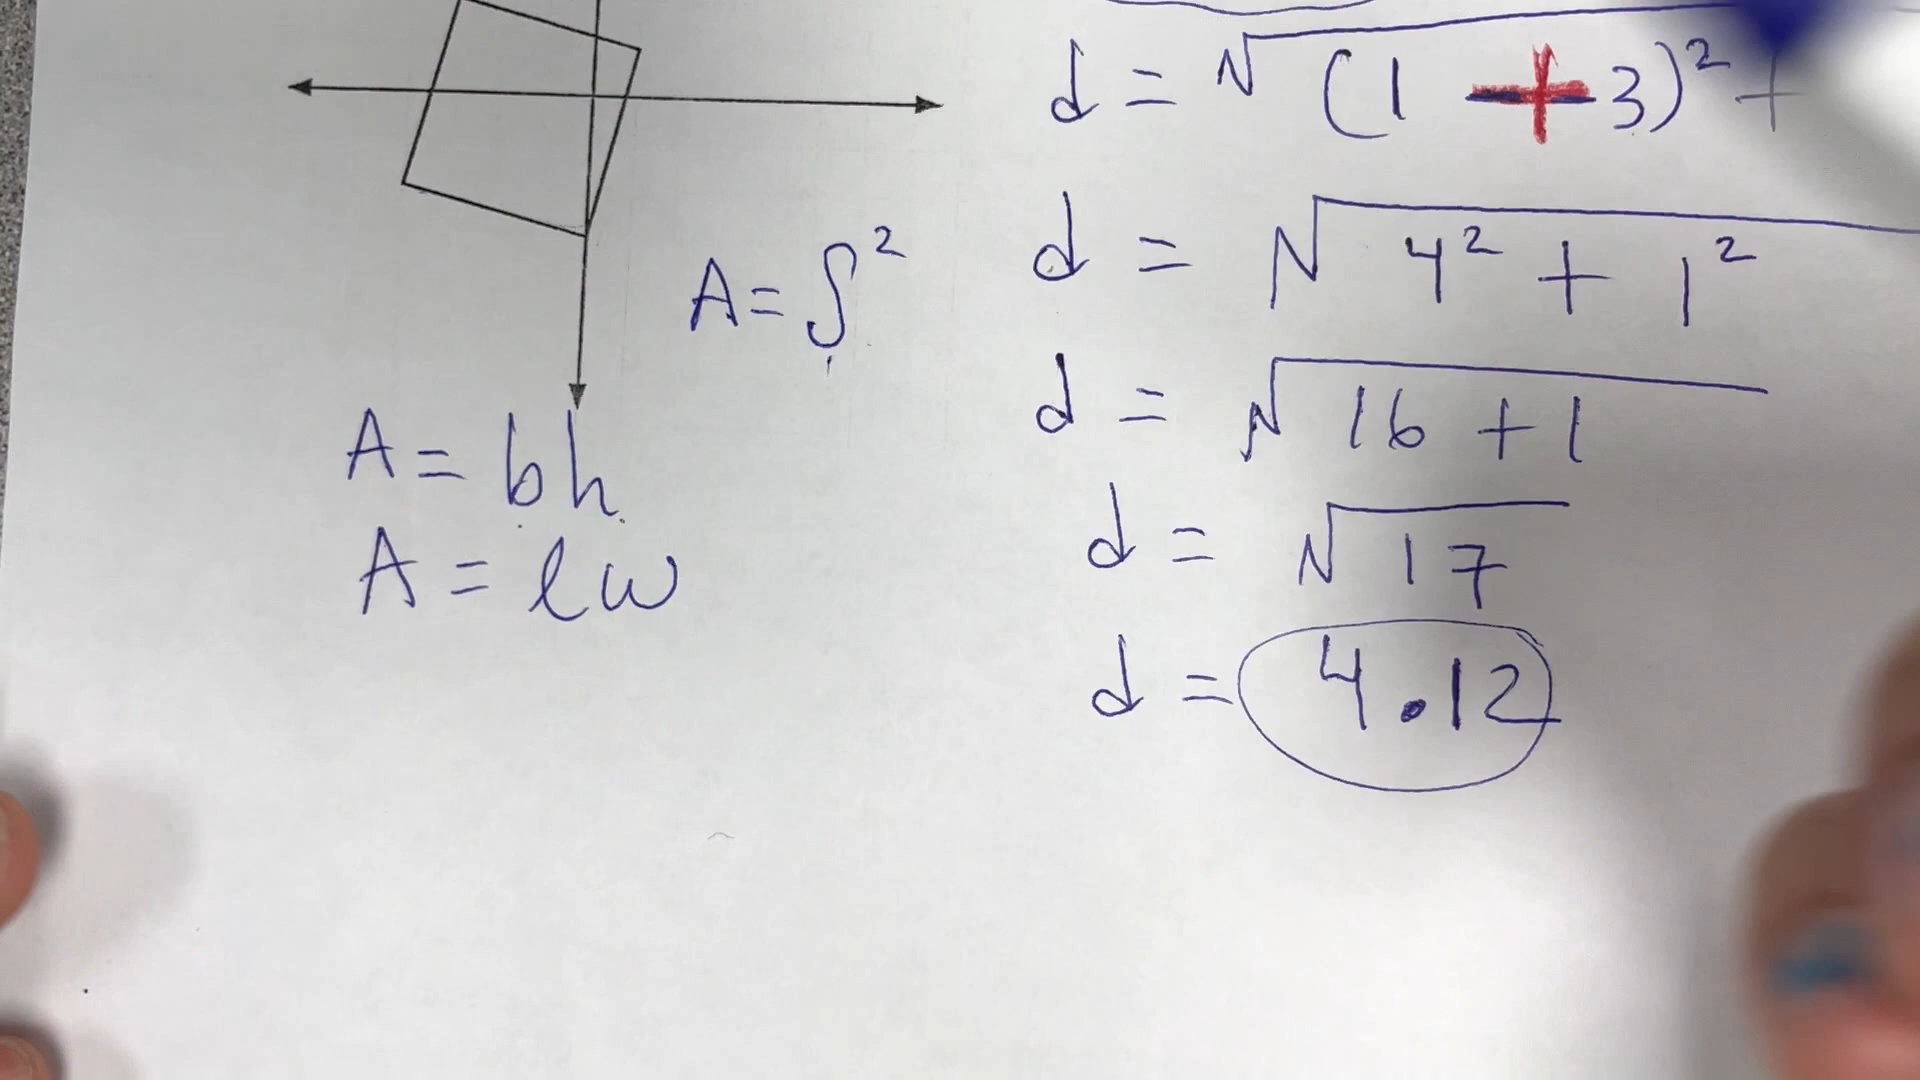 A = S²
A = bh
A = lw
d = √(1 + 3)² +
d = √4² + 1²
d = √16 + 1
d = √17
d = 4.12